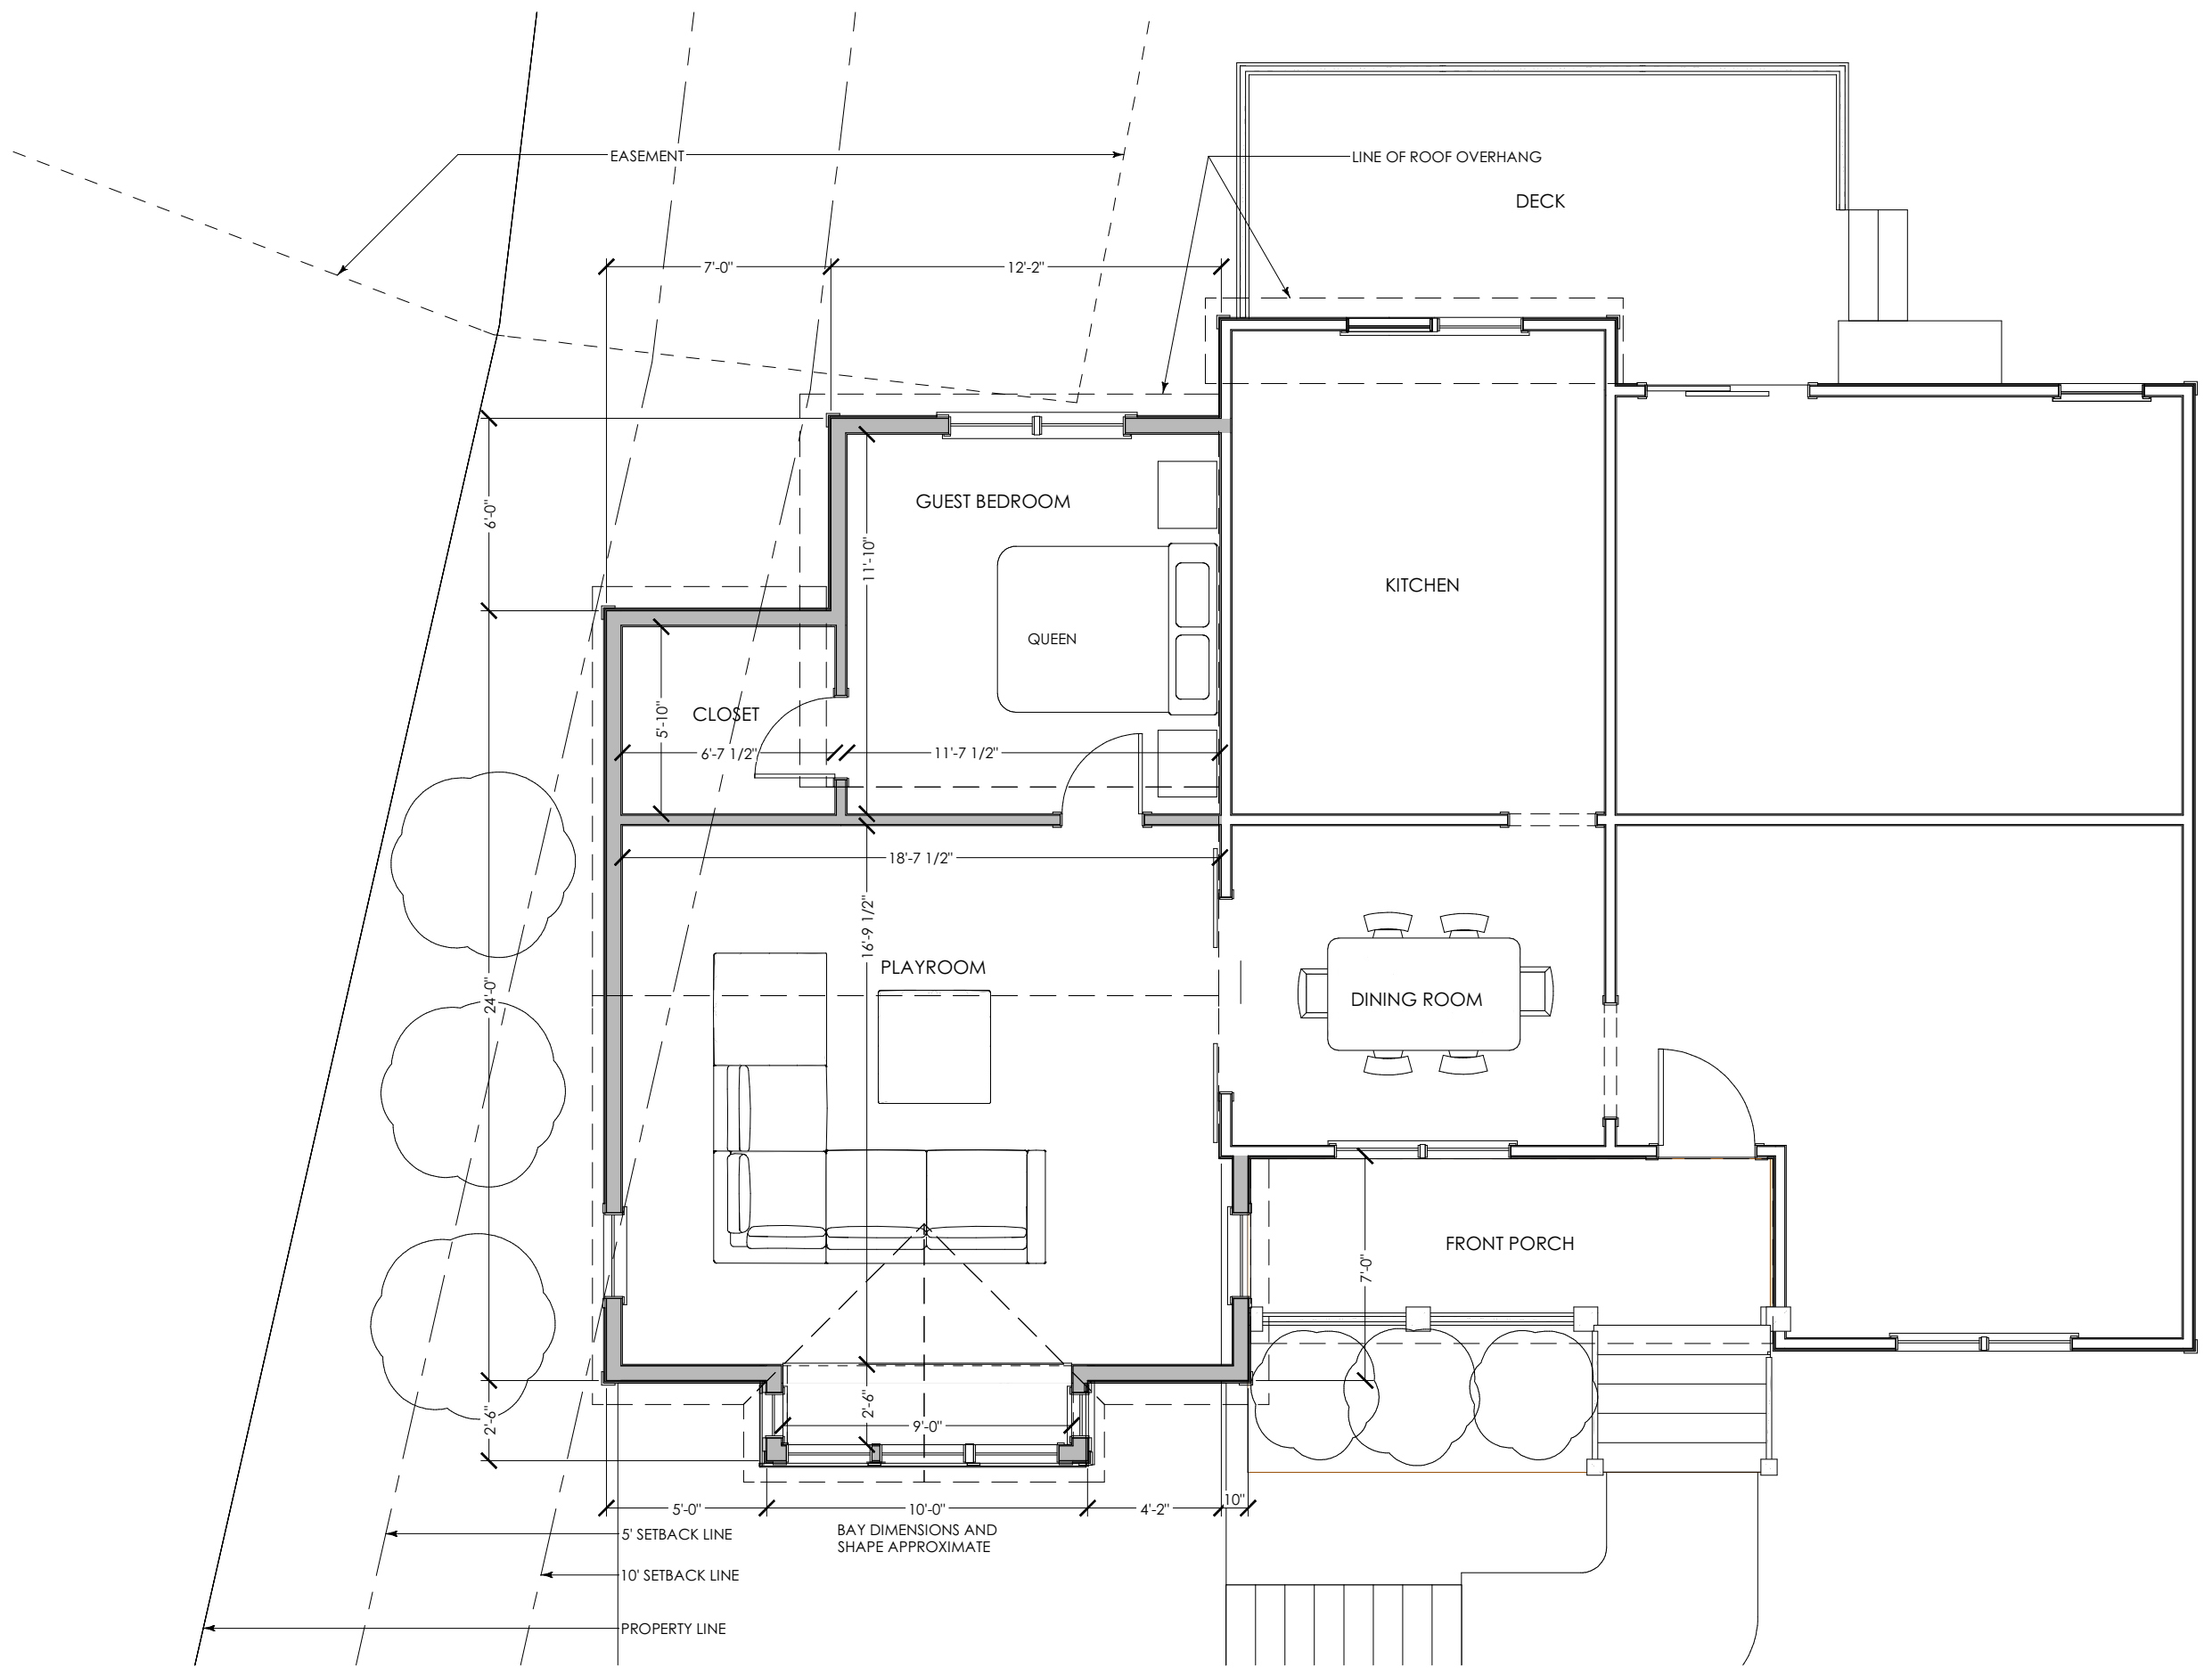 EASEMENT
LINE OF ROOF OVERHANG
DECK
7'-0"
12'-2"
GUEST BEDROOM
6'-0"
11'-10"
KITCHEN
QUEEN
CLOSET
5'-10"
6'-7 1/2"
11'-7 1/2"
18'-7 1/2"
16'-9 1/2"
PLAYROOM
24'-0"
DINING ROOM
FRONT PORCH
7'-0"
2'-6"
2'-6"
9'-0"
10"
5'-0"
10'-0"
4'-2"
BAY DIMENSIONS AND
SHAPE APPROXIMATE
5' SETBACK LINE
10' SETBACK LINE
PROPERTY LINE